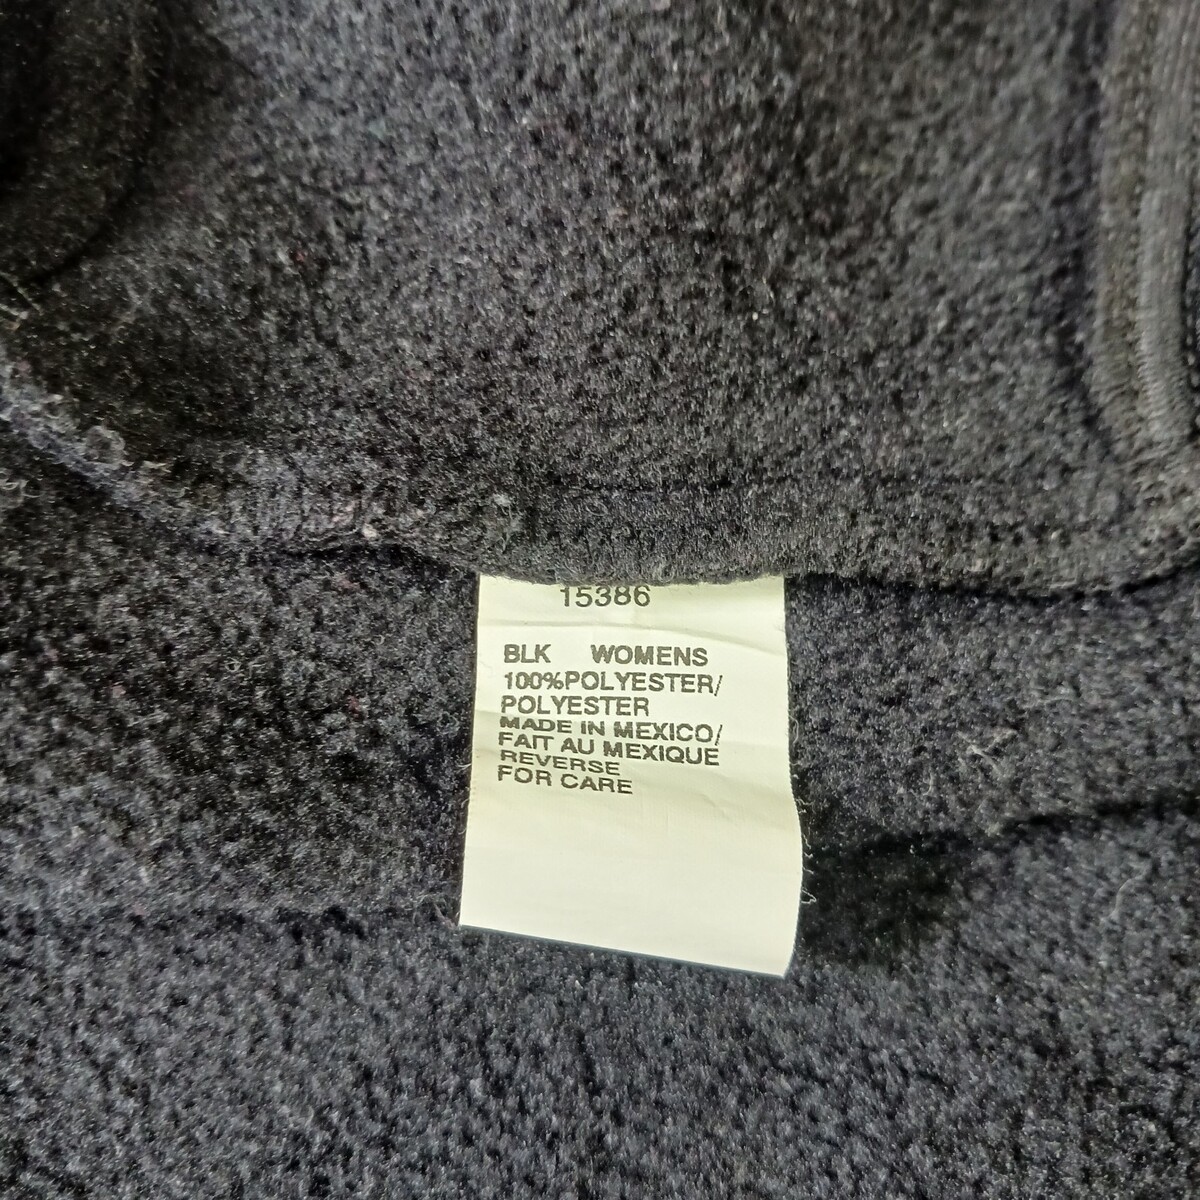 15386
BLK WOMENS
100%POLYESTER/
POLYESTER
MADE IN MEXICO/
FAIT AU MEXIQUE
REVERSE
FOR CARE